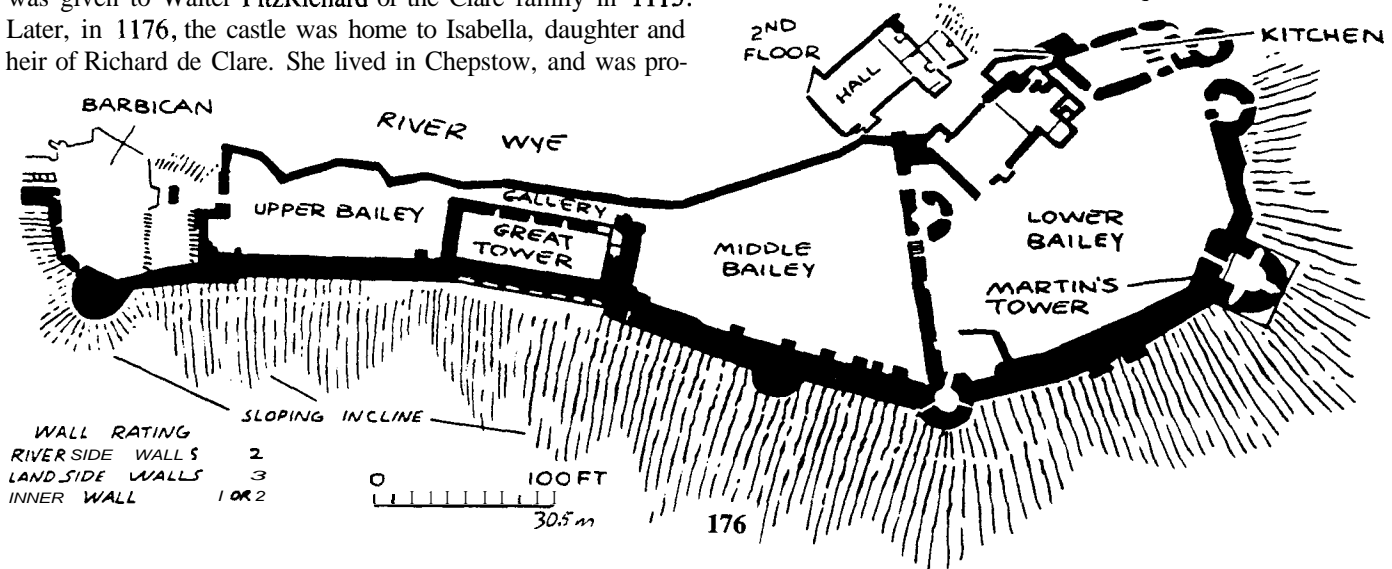 was given to Walter FitzRichard of the Clare family in 1115.
Later, in 1176, the castle was home to Isabella, daughter and
heir of Richard de Clare. She lived in Chepstow, and was pro-
2ND
FLOOR
HALL
KITCHEN
BARBICAN
RIVER WYE
UPPER BAILEY
GALLERY
GREAT
TOWER
MIDDLE
BAILEY
LOWER
BAILEY
MARTIN'S
TOWER
SLOPING INCLINE
WALL RATING
RIVER SIDE WALLS 2
LAND SIDE WALLS 3
INNER WALL 1 OR 2
0 100 FT
30.5 m
176